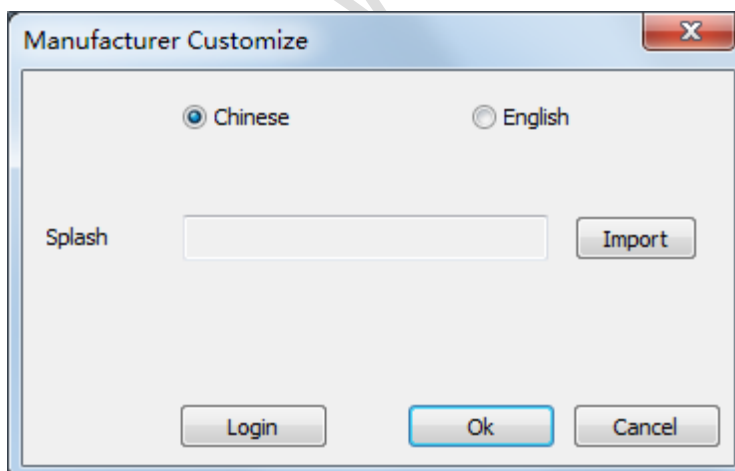 Manufacturer Customize
Chinese English
Splash Import
Login Ok Cancel